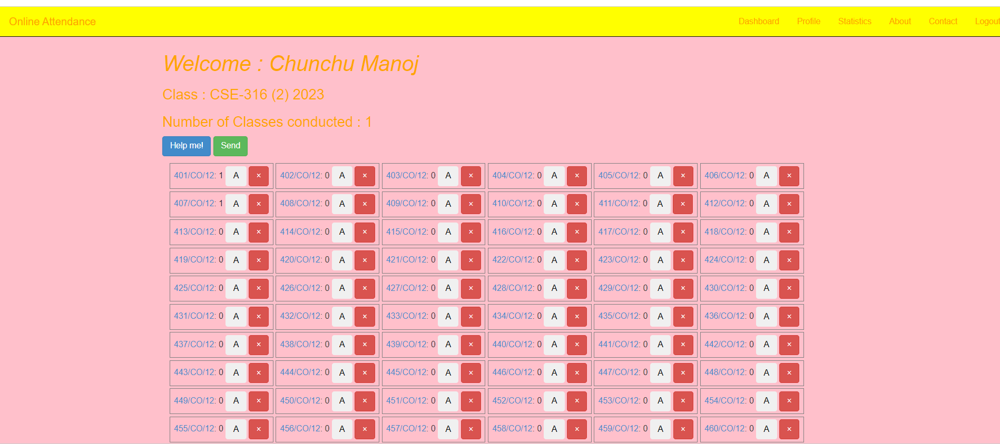 Online Attendance Dashboard Profile Statistics About Contact Logout
Welcome : Chunchu Manoj
Class : CSE-316 (2) 2023
Number of Classes conducted : 1
Help me! Send
401/CO/12: 1 A × 402/CO/12: 0 A × 403/CO/12: 0 A × 404/CO/12: 0 A × 405/CO/12: 0 A × 406/CO/12: 0 A ×
407/CO/12: 1 A × 408/CO/12: 0 A × 409/CO/12: 0 A × 410/CO/12: 0 A × 411/CO/12: 0 A × 412/CO/12: 0 A ×
413/CO/12: 0 A × 414/CO/12: 0 A × 415/CO/12: 0 A × 416/CO/12: 0 A × 417/CO/12: 0 A × 418/CO/12: 0 A ×
419/CO/12: 0 A × 420/CO/12: 0 A × 421/CO/12: 0 A × 422/CO/12: 0 A × 423/CO/12: 0 A × 424/CO/12: 0 A ×
425/CO/12: 0 A × 426/CO/12: 0 A × 427/CO/12: 0 A × 428/CO/12: 0 A × 429/CO/12: 0 A × 430/CO/12: 0 A ×
431/CO/12: 0 A × 432/CO/12: 0 A × 433/CO/12: 0 A × 434/CO/12: 0 A × 435/CO/12: 0 A × 436/CO/12: 0 A ×
437/CO/12: 0 A × 438/CO/12: 0 A × 439/CO/12: 0 A × 440/CO/12: 0 A × 441/CO/12: 0 A × 442/CO/12: 0 A ×
443/CO/12: 0 A × 444/CO/12: 0 A × 445/CO/12: 0 A × 446/CO/12: 0 A × 447/CO/12: 0 A × 448/CO/12: 0 A ×
449/CO/12: 0 A × 450/CO/12: 0 A × 451/CO/12: 0 A × 452/CO/12: 0 A × 453/CO/12: 0 A × 454/CO/12: 0 A ×
455/CO/12: 0 A × 456/CO/12: 0 A × 457/CO/12: 0 A × 458/CO/12: 0 A × 459/CO/12: 0 A × 460/CO/12: 0 A ×